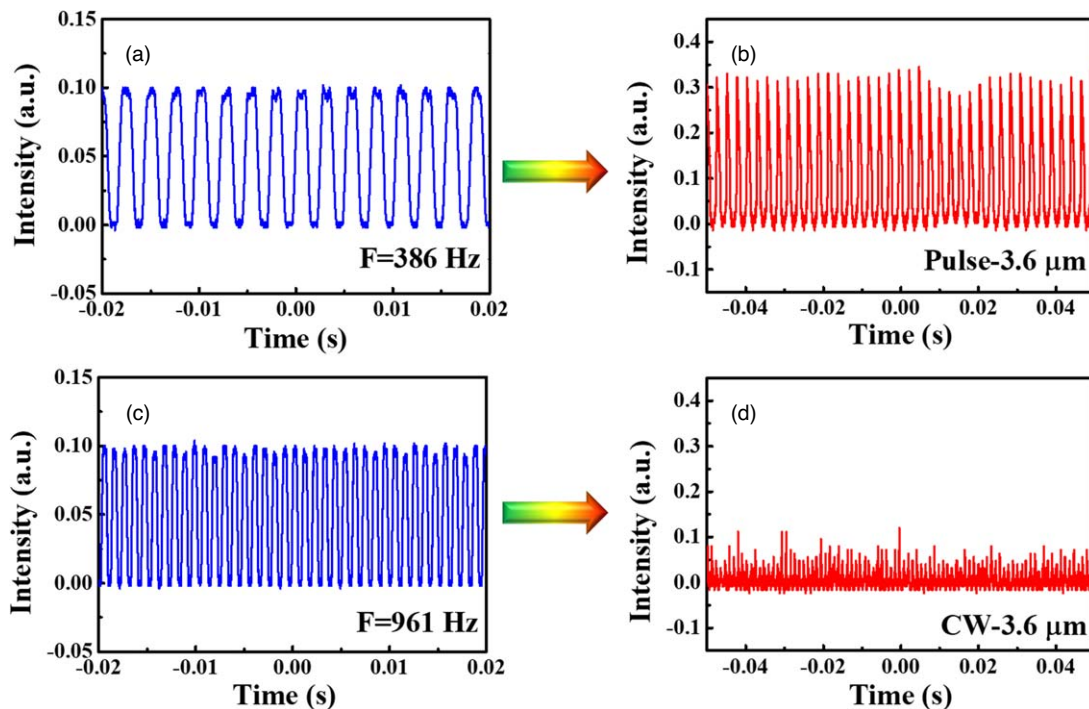 (a)
0.15
0.10
0.05
0.00
-0.05
Intensity (a.u.)
F=386 Hz
-0.02
-0.01
0.00
0.01
0.02
Time (s)
(b)
0.4
0.3
0.2
0.1
0.0
-0.1
Intensity (a.u.)
Pulse-3.6 μm
-0.04
-0.02
0.00
0.02
0.04
Time (s)
(c)
0.15
0.10
0.05
0.00
-0.05
Intensity (a.u.)
F=961 Hz
-0.02
-0.01
0.00
0.01
0.02
Time (s)
(d)
0.4
0.3
0.2
0.1
0.0
-0.1
Intensity (a.u.)
CW-3.6 μm
-0.04
-0.02
0.00
0.02
0.04
Time (s)